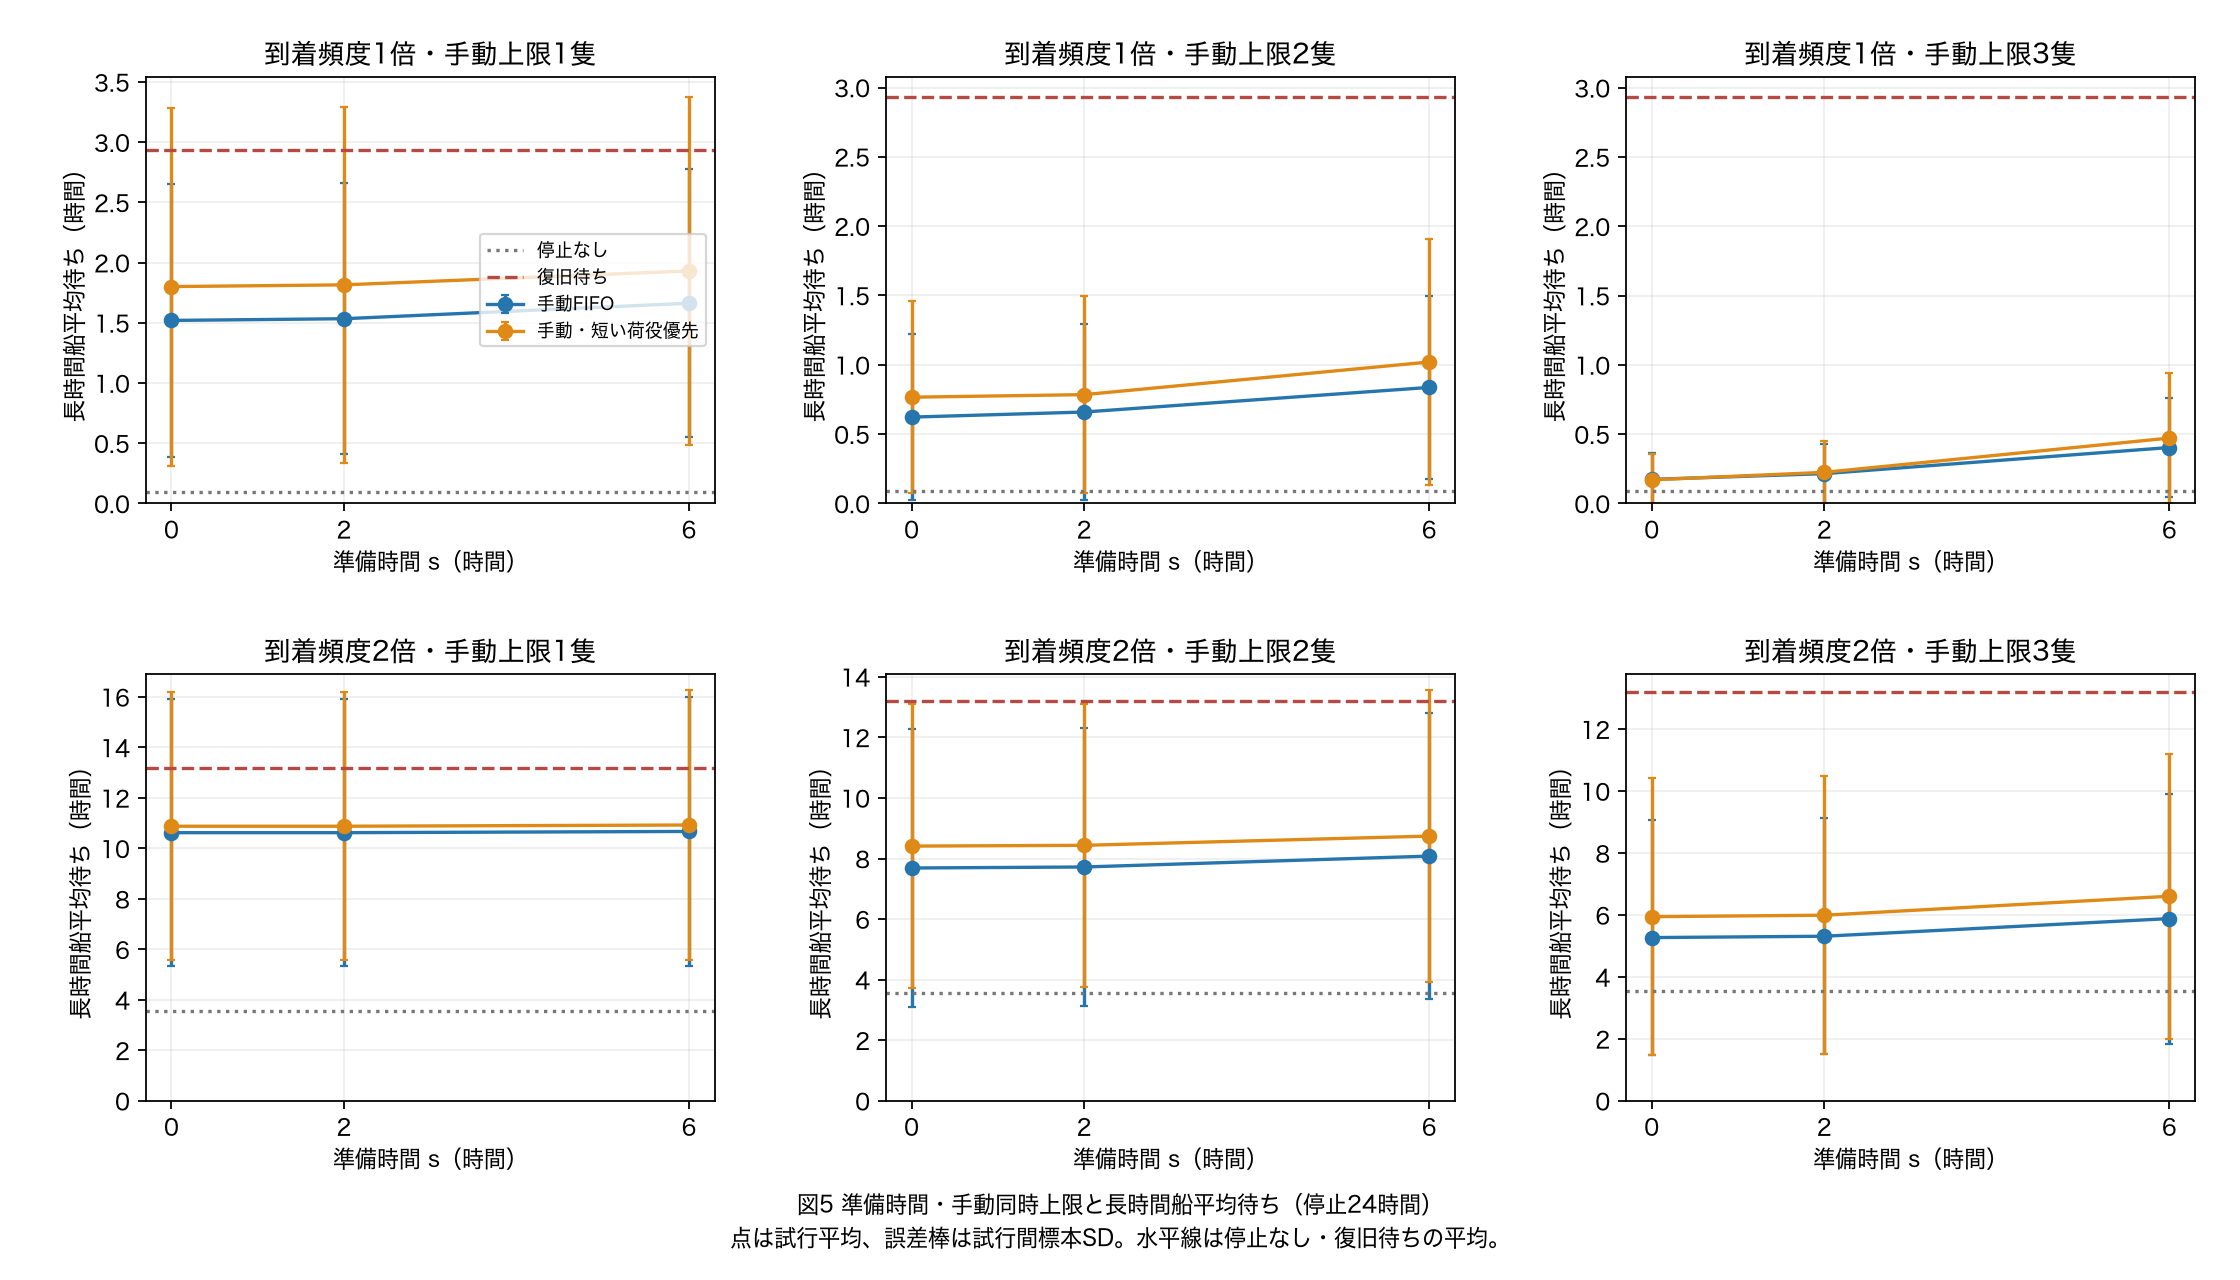 到着頻度1倍・手動上限1隻
3.5
3.0
2.5
2.0
1.5
1.0
0.5
0.0
長時間船平均待ち（時間）
停止なし
復旧待ち
手動FIFO
手動・短い荷役優先
0 2 6
準備時間 s（時間）
到着頻度1倍・手動上限2隻
3.0
2.5
2.0
1.5
1.0
0.5
0.0
長時間船平均待ち（時間）
0 2 6
準備時間 s（時間）
到着頻度1倍・手動上限3隻
3.0
2.5
2.0
1.5
1.0
0.5
0.0
長時間船平均待ち（時間）
0 2 6
準備時間 s（時間）
到着頻度2倍・手動上限1隻
16
14
12
10
8
6
4
2
0
長時間船平均待ち（時間）
0 2 6
準備時間 s（時間）
到着頻度2倍・手動上限2隻
14
12
10
8
6
4
2
0
長時間船平均待ち（時間）
0 2 6
準備時間 s（時間）
到着頻度2倍・手動上限3隻
12
10
8
6
4
2
0
長時間船平均待ち（時間）
0 2 6
準備時間 s（時間）
図5 準備時間・手動同時上限と長時間船平均待ち（停止24時間）
点は試行平均、誤差棒は試行間標本SD。水平線は停止なし・復旧待ちの平均。